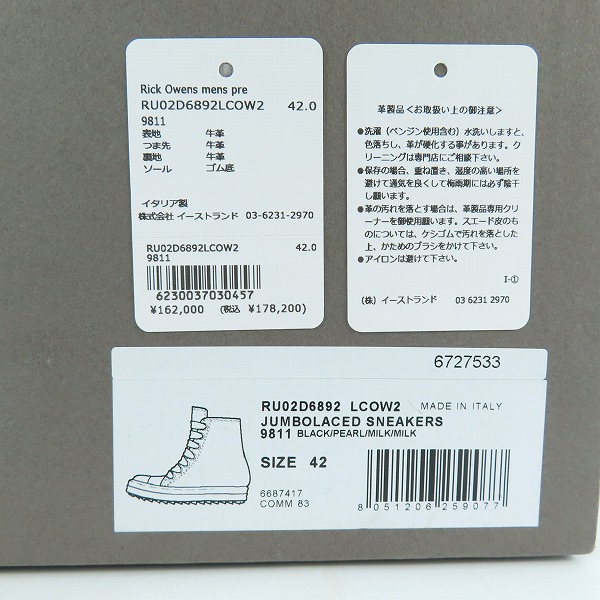 Rick Owens mens pre
RU02D6892LCOW2 42.0
9811
表地 牛革
つま先 牛革
裏地 牛革
ソール ゴム底
イタリア製
株式会社 イーストランド 03-6231-2970
RU02D6892LCOW2 42.0
9811
6230037030457
¥162,000 (税込 ¥178,200)
革製品<お取扱い上の御注意>
●洗濯(ベンジン使用含む)水洗いしますと、
色落ちし、革が硬化する事があります。ク
リーニングは専門店にご相談下さい。
●保存の場合、重ね置き、湿度の高い場所を
避けて通気を良くして梅雨期には必ず陰干
し願います。
●革の汚れを落とす場合は、革製品専用クリ
ーナーを御使用願います。スエード皮のも
のについては、ケシゴムで汚れを落とした
上、かためのブラシをかけて下さい。
●アイロンは避けて下さい。
I-①
(株)イーストランド 03 6231 2970
6727533
RU02D6892 LCOW2 MADE IN ITALY
JUMBOLACED SNEAKERS
9811 BLACK/PEARL/MILK/MILK
SIZE 42
6687417
COMM 83
8 051206 259077